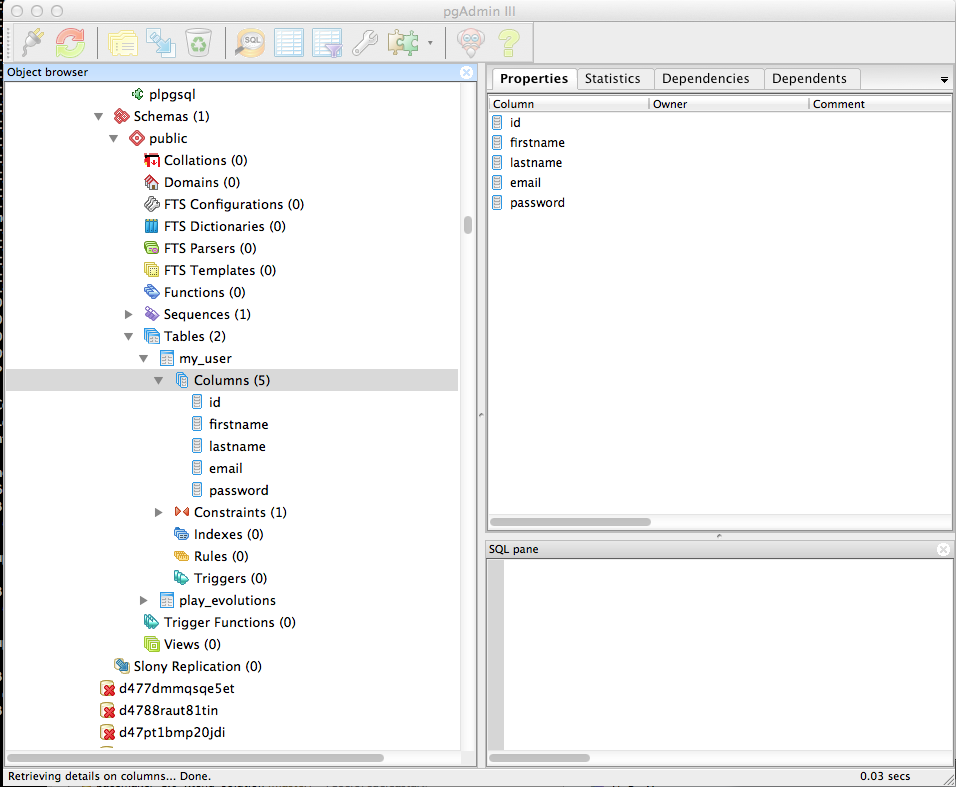 pgAdmin III
SQL
Object browser
plpgsql
Schemas (1)
public
Collations (0)
Domains (0)
FTS Configurations (0)
FTS Dictionaries (0)
FTS Parsers (0)
FTS Templates (0)
Functions (0)
Sequences (1)
Tables (2)
my_user
Columns (5)
id
firstname
lastname
email
password
Constraints (1)
Indexes (0)
Rules (0)
Triggers (0)
play_evolutions
Trigger Functions (0)
Views (0)
Slony Replication (0)
d477dmmqsqe5et
d4788raut81tin
d47pt1bmp20jdi
Properties Statistics Dependencies Dependents
Column Owner Comment
id
firstname
lastname
email
password
SQL pane
Retrieving details on columns... Done. 0.03 secs